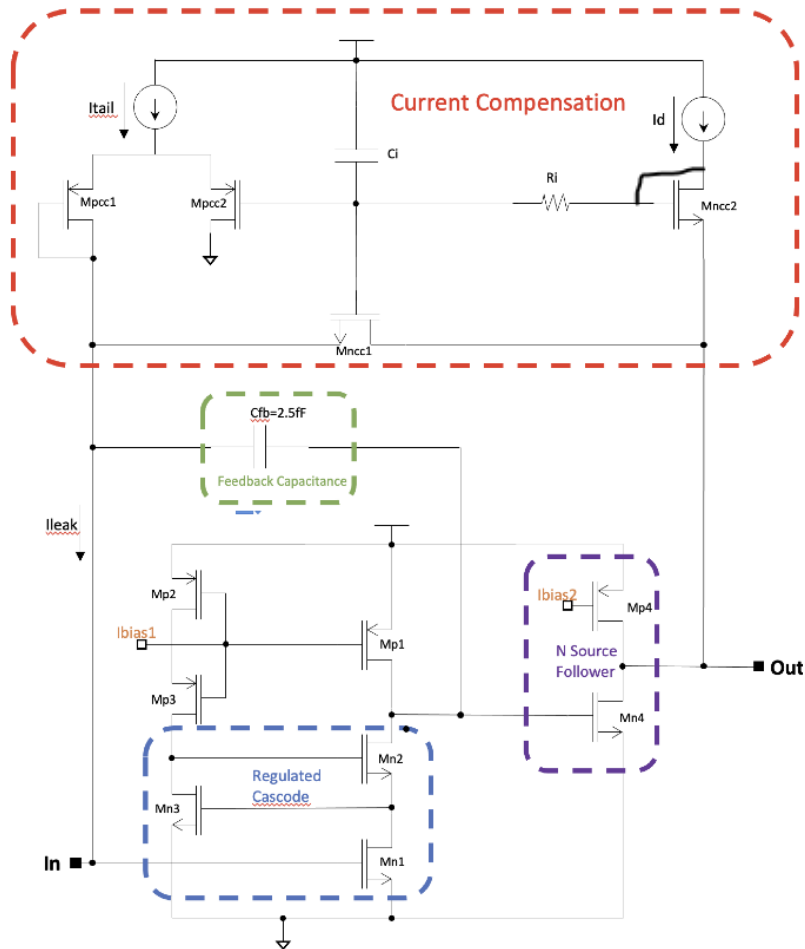 Itail
Current Compensation
Id
Ci
Ri
Mpcc1
Mpcc2
Mncc2
Mncc1
Cfb=2.5fF
Feedback Capacitance
Ileak
Mp2
Ibias1
Mp1
Ibias2
Mp4
Mp3
N Source
Follower
Out
Mn4
Regulated
Cascode
Mn2
Mn3
In
Mn1